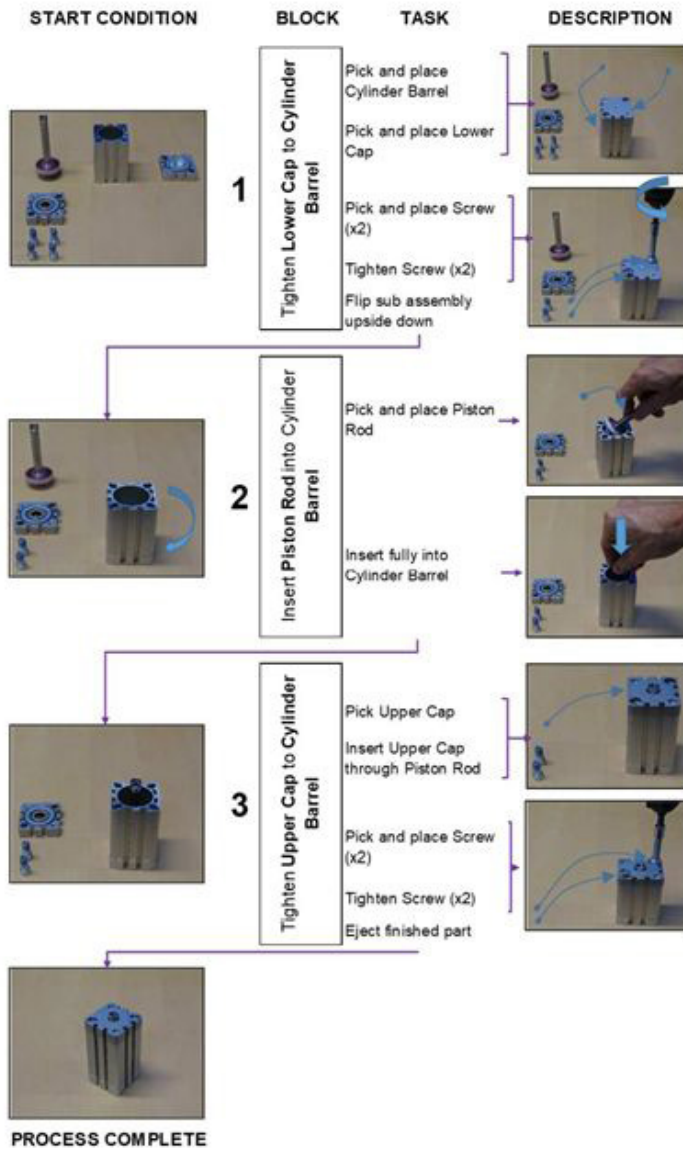 START CONDITION
BLOCK
TASK
DESCRIPTION
1
Tighten Lower Cap to Cylinder
Barrel
Pick and place
Cylinder Barrel
Pick and place Lower
Cap
Pick and place Screw
(x2)
Tighten Screw (x2)
Flip sub assembly
upside down
2
Insert Piston Rod into Cylinder
Barrel
Pick and place Piston
Rod
Insert fully into
Cylinder Barrel
3
Tighten Upper Cap to Cylinder
Barrel
Pick Upper Cap
Insert Upper Cap
through Piston Rod
Pick and place Screw
(x2)
Tighten Screw (x2)
Eject finished part
PROCESS COMPLETE